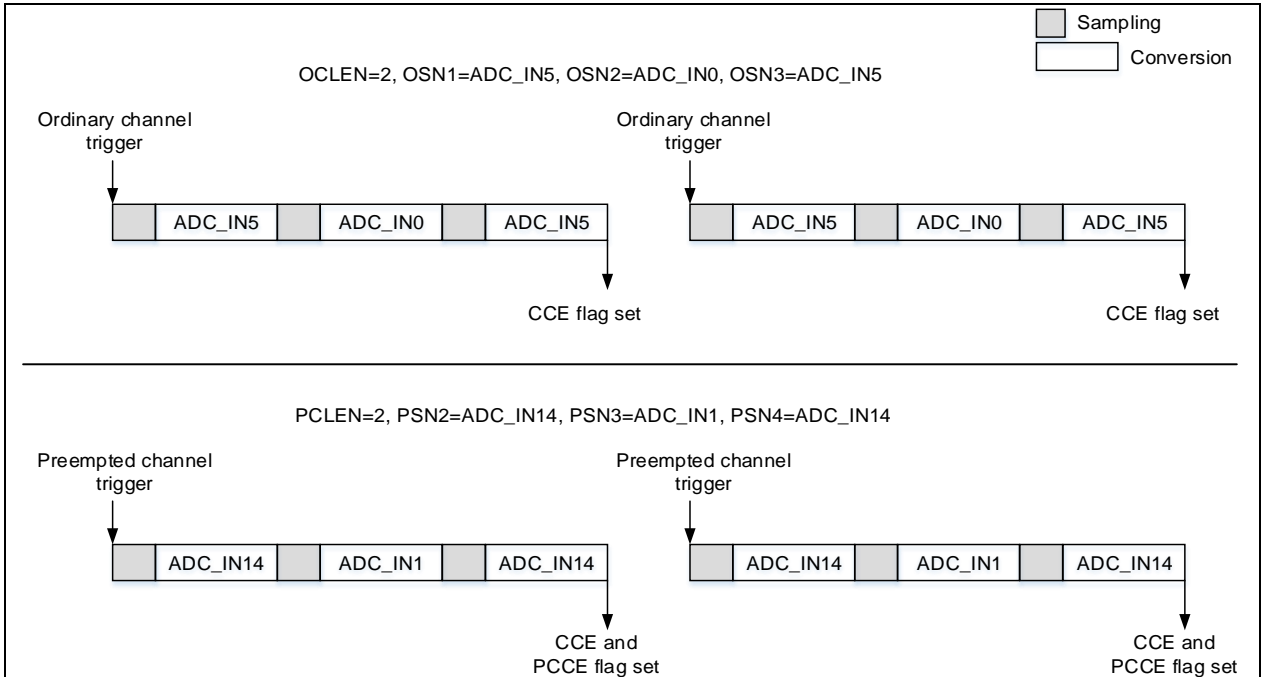 Sampling
Conversion
OCLEN=2, OSN1=ADC_IN5, OSN2=ADC_IN0, OSN3=ADC_IN5
Ordinary channel
trigger
Ordinary channel
trigger
ADC_IN5
ADC_IN0
ADC_IN5
ADC_IN5
ADC_IN0
ADC_IN5
CCE flag set
CCE flag set
PCLEN=2, PSN2=ADC_IN14, PSN3=ADC_IN1, PSN4=ADC_IN14
Preempted channel
trigger
Preempted channel
trigger
ADC_IN14
ADC_IN1
ADC_IN14
ADC_IN14
ADC_IN1
ADC_IN14
CCE and
PCCE flag set
CCE and
PCCE flag set